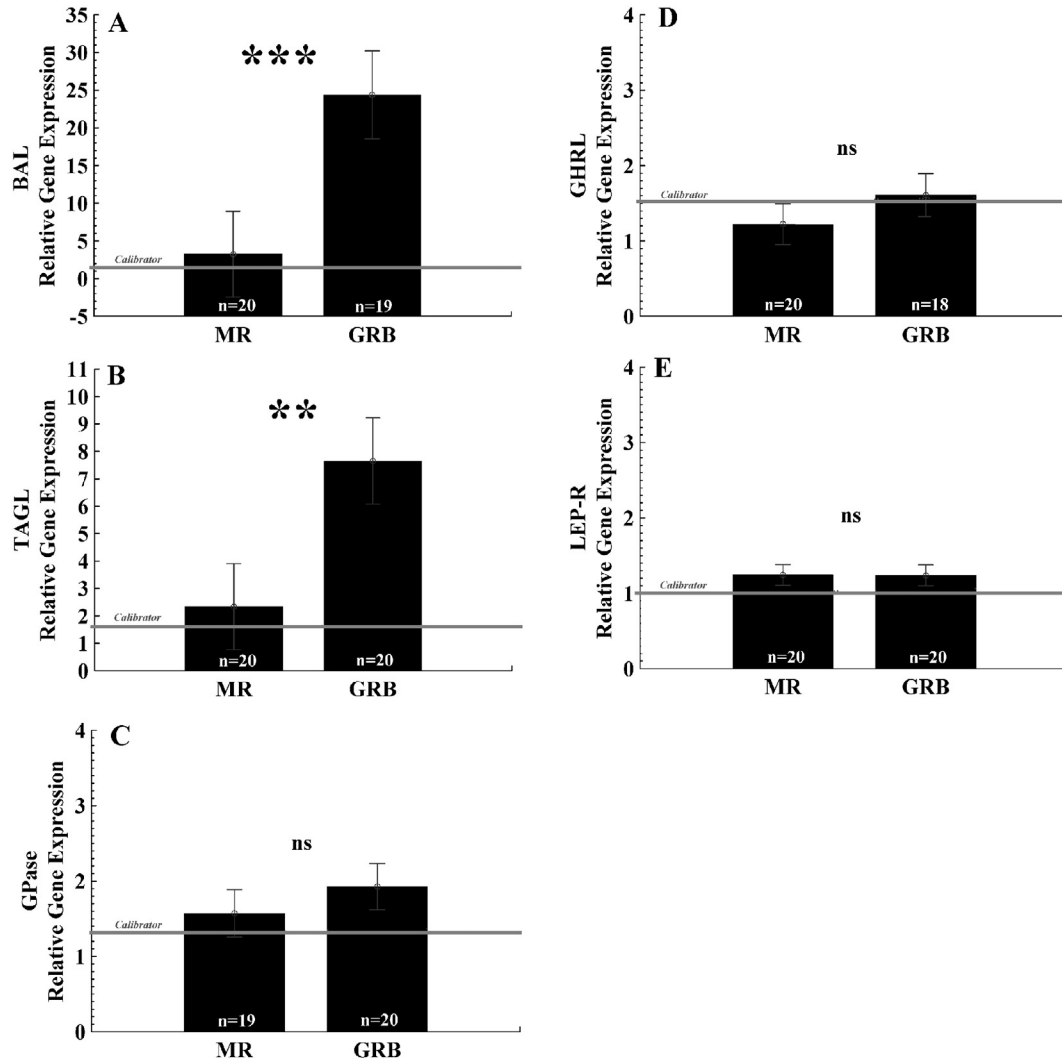 A
BAL
Relative Gene Expression
35
30
25
20
15
10
5
0
-5
***
Calibrator
n=20
n=19
MR
GRB
B
TAGL
Relative Gene Expression
11
10
9
8
7
6
5
4
3
2
1
0
**
Calibrator
n=20
n=20
MR
GRB
C
GPase
Relative Gene Expression
4
3
2
1
0
ns
Calibrator
n=19
n=20
MR
GRB
D
GHRL
Relative Gene Expression
4
3
2
1
0
ns
Calibrator
n=20
n=18
MR
GRB
E
LEP-R
Relative Gene Expression
4
3
2
1
0
ns
Calibrator
n=20
n=20
MR
GRB